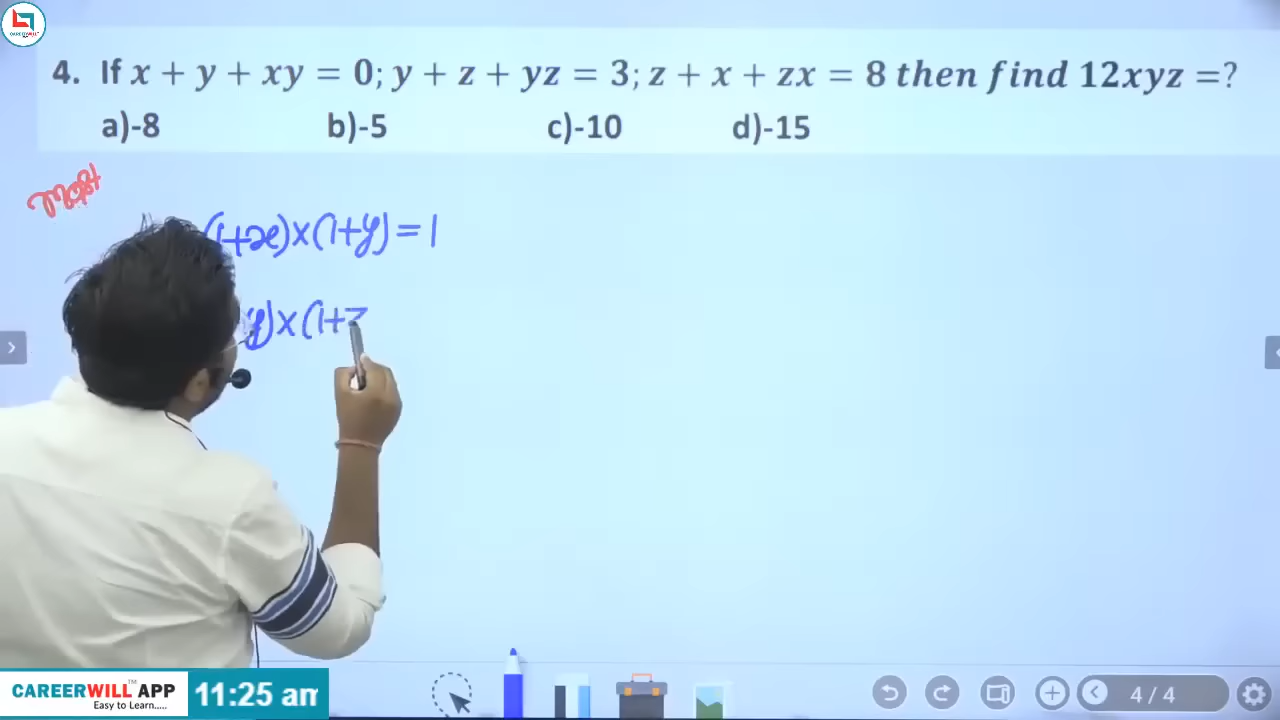 CAREERWILL
4. If x + y + xy = 0; y + z + yz = 3; z + x + zx = 8 then find 12xyz =?
a)-8 b)-5 c)-10 d)-15
(1+x)×(1+y) = 1
y)×(1+z
CAREERWILL™ APP
Easy to Learn.....
11:25 am
4 / 4